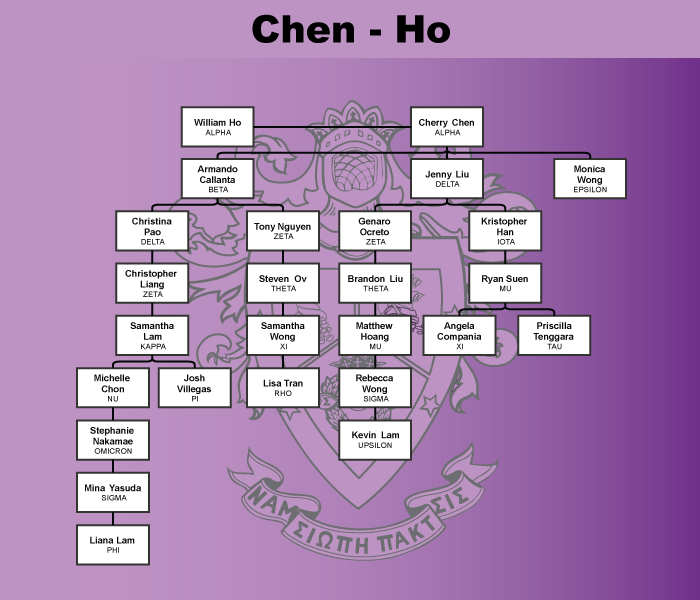 Chen - Ho
William Ho
ALPHA
Cherry Chen
ALPHA
Armando
Callanta
BETA
Jenny Liu
DELTA
Monica
Wong
EPSILON
Christina
Pao
DELTA
Tony Nguyen
ZETA
Genaro
Ocreto
ZETA
Kristopher
Han
IOTA
Christopher
Liang
ZETA
Steven Ov
THETA
Brandon Liu
THETA
Ryan Suen
MU
Samantha
Lam
KAPPA
Samantha
Wong
XI
Matthew
Hoang
MU
Angela
Compania
XI
Priscilla
Tenggara
TAU
Michelle
Chon
NU
Josh
Villegas
PI
Lisa Tran
RHO
Rebecca
Wong
SIGMA
Stephanie
Nakamae
OMICRON
Kevin Lam
UPSILON
Mina Yasuda
SIGMA
Liana Lam
PHI
ΝΑΜ ΣΙΩΠΗ ΠΑΚΤΣΙΣ